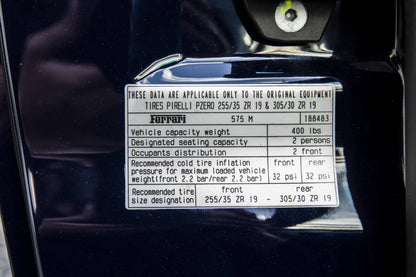 THESE DATA ARE APPLICABLE ONLY TO THE ORIGINAL EQUIPMENT
TIRES PIRELLI PZERO 255/35 ZR 19 & 305/30 ZR 19
Ferrari 575 M 188483
Vehicle capacity weight 400 lbs
Designated seating capacity 2 persons
Occupants distribution 2 front
Recommended cold tire inflation front rear
pressure for maximum loaded vehicle
weight(front 2.2 bar/rear 2.2 bar) 32 psi 32 psi
Recommended tire front rear
size designation 255/35 ZR 19 - 305/30 ZR 19